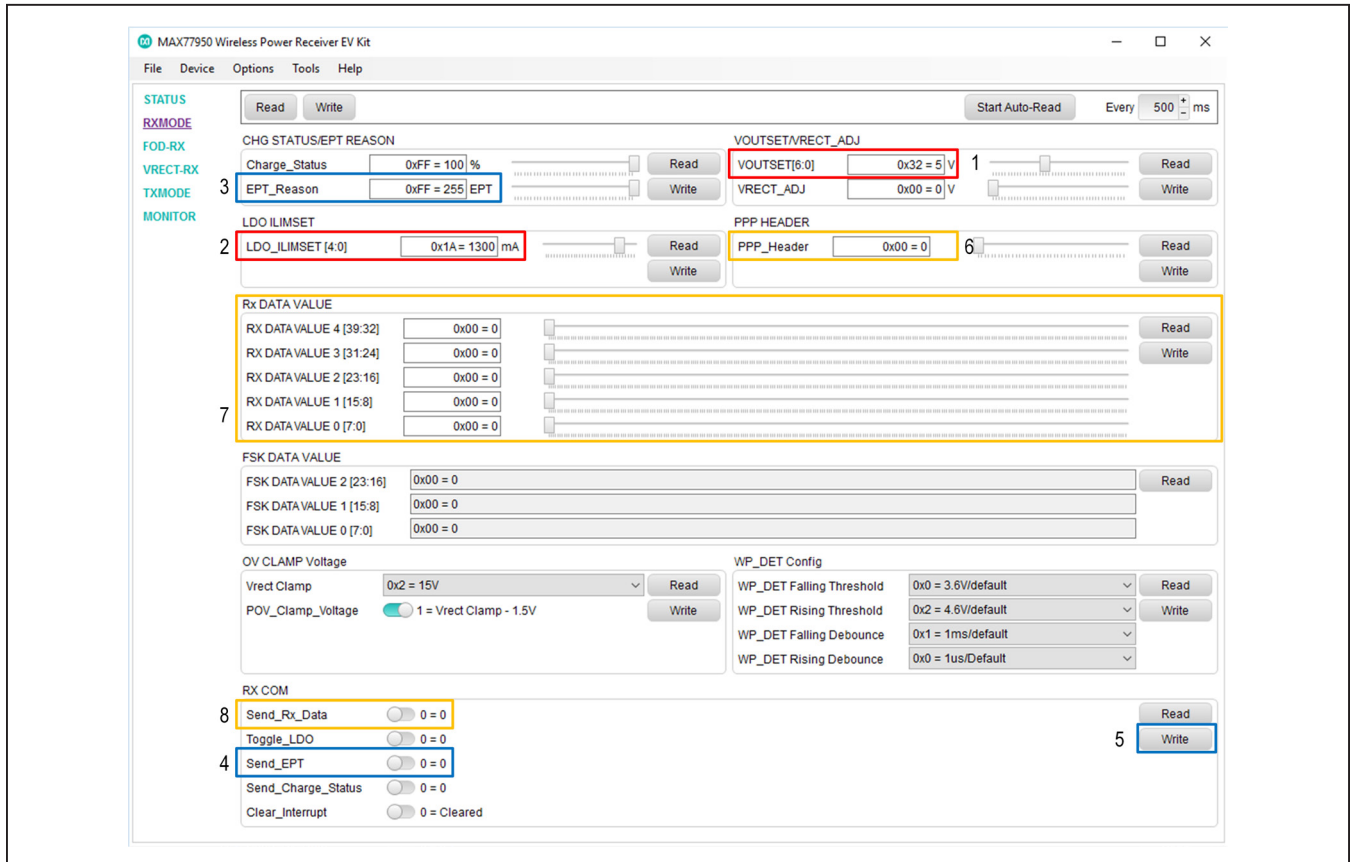 MAX77950 Wireless Power Receiver EV Kit
File Device Options Tools Help
STATUS
RXMODE
FOD-RX
VRECT-RX
TXMODE
MONITOR
Read Write Start Auto-Read Every 500 + - ms
CHG STATUS/EPT REASON
Charge_Status 0xFF = 100 % Read
3 EPT_Reason 0xFF = 255 EPT Write
VOUTSET/VRECT_ADJ
VOUTSET[6:0] 0x32 = 5 V 1 Read
VRECT_ADJ 0x00 = 0 V Write
LDO ILIMSET
2 LDO_ILIMSET [4:0] 0x1A = 1300 mA Read
Write
PPP HEADER
PPP_Header 0x00 = 0 6 Read
Write
Rx DATA VALUE
RX DATA VALUE 4 [39:32] 0x00 = 0 Read
RX DATA VALUE 3 [31:24] 0x00 = 0 Write
RX DATA VALUE 2 [23:16] 0x00 = 0
RX DATA VALUE 1 [15:8] 0x00 = 0
7
RX DATA VALUE 0 [7:0] 0x00 = 0
FSK DATA VALUE
FSK DATA VALUE 2 [23:16] 0x00 = 0 Read
FSK DATA VALUE 1 [15:8] 0x00 = 0
FSK DATA VALUE 0 [7:0] 0x00 = 0
OV CLAMP Voltage
Vrect Clamp 0x2 = 15V Read
POV_Clamp_Voltage 1 = Vrect Clamp - 1.5V Write
WP_DET Config
WP_DET Falling Threshold 0x0 = 3.6V/default Read
WP_DET Rising Threshold 0x2 = 4.6V/default Write
WP_DET Falling Debounce 0x1 = 1ms/default
WP_DET Rising Debounce 0x0 = 1us/Default
RX COM
8 Send_Rx_Data 0 = 0 Read
Toggle_LDO 0 = 0 5 Write
4 Send_EPT 0 = 0
Send_Charge_Status 0 = 0
Clear_Interrupt 0 = Cleared